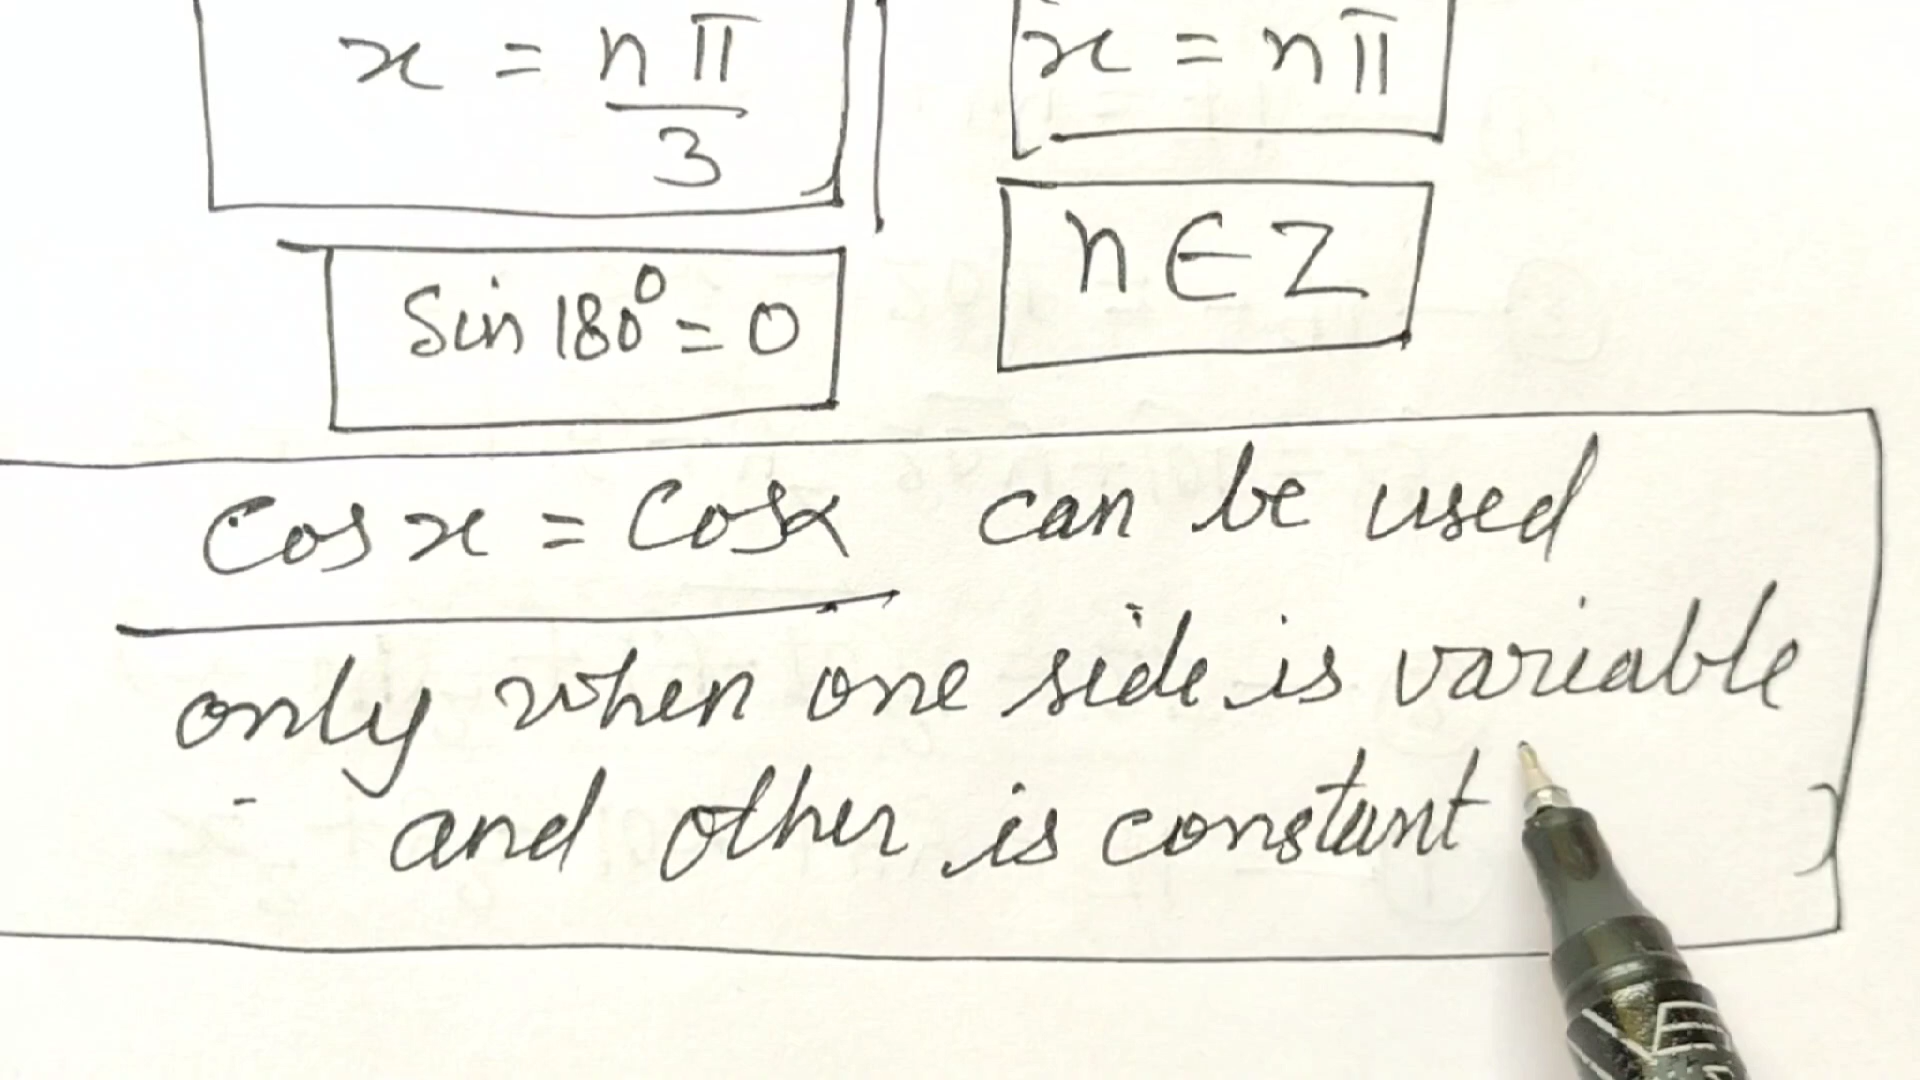 x = nπ/3
x = nπ
n ∈ Z
Sin 180° = 0
Cos x = Cos α can be used
only when one side is variable
and other is constant